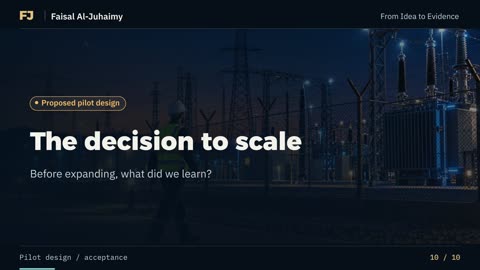 FJ
Faisal Al-Juhaimy
From Idea to Evidence
Proposed pilot design
The decision to scale
Before expanding, what did we learn?
Pilot design / acceptance
10 / 10